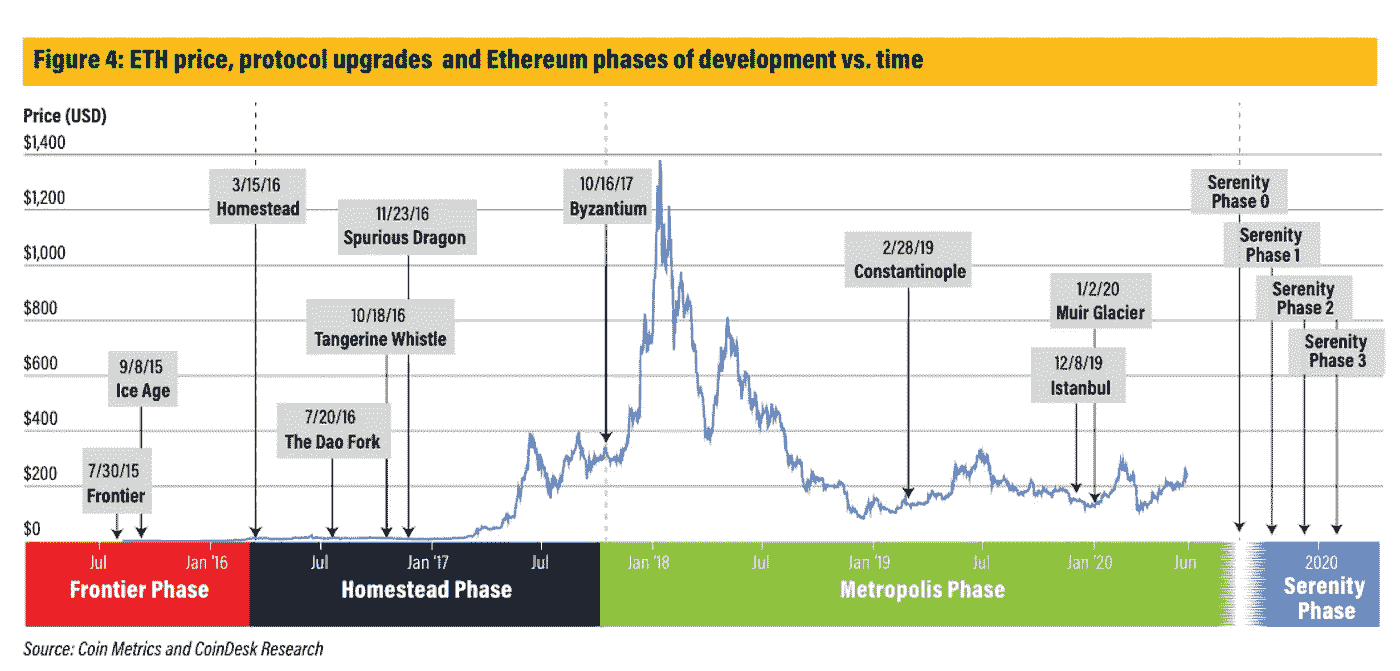 Figure 4: ETH price, protocol upgrades and Ethereum phases of development vs. time
Price (USD)
$1,400
$1,200
$1,000
$800
$600
$400
$200
$0
7/30/15
Frontier
9/8/15
Ice Age
3/15/16
Homestead
7/20/16
The Dao Fork
10/18/16
Tangerine Whistle
11/23/16
Spurious Dragon
10/16/17
Byzantium
2/28/19
Constantinople
12/8/19
Istanbul
1/2/20
Muir Glacier
Serenity
Phase 0
Serenity
Phase 1
Serenity
Phase 2
Serenity
Phase 3
Jul Jan '16 Jul Jan '17 Jul Jan '18 Jul Jan '19 Jul Jan '20 Jun 2020
Frontier Phase
Homestead Phase
Metropolis Phase
Serenity
Phase
Source: Coin Metrics and CoinDesk Research